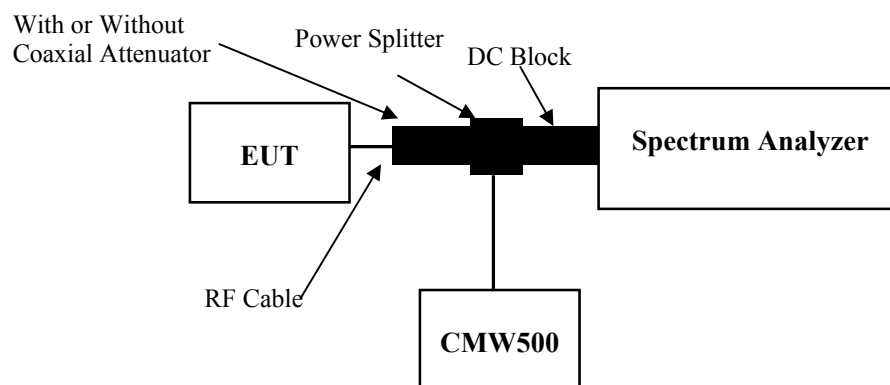 With or Without
Coaxial Attenuator
Power Splitter
DC Block
EUT
Spectrum Analyzer
RF Cable
CMW500